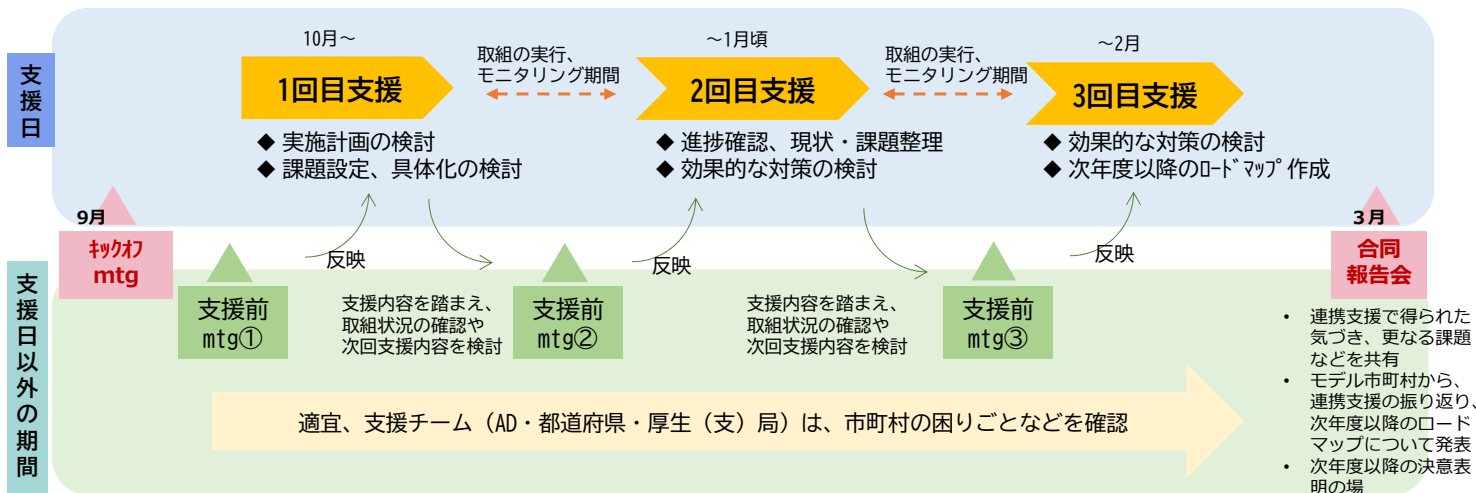 支援日
10月～
1回目支援
◆ 実施計画の検討
◆ 課題設定、具体化の検討
取組の実行、
モニタリング期間
～1月頃
2回目支援
◆ 進捗確認、現状・課題整理
◆ 効果的な対策の検討
取組の実行、
モニタリング期間
～2月
3回目支援
◆ 効果的な対策の検討
◆ 次年度以降のﾛｰﾄﾞﾏｯﾌﾟ作成
9月
ｷｯｸｵﾌ
mtg
反映
反映
反映
3月
合同
報告会
支援日以外の期間
支援前
mtg①
支援内容を踏まえ、
取組状況の確認や
次回支援内容を検討
支援前
mtg②
支援内容を踏まえ、
取組状況の確認や
次回支援内容を検討
支援前
mtg③
適宜、支援チーム（AD・都道府県・厚生（支）局）は、市町村の困りごとなどを確認
• 連携支援で得られた
気づき、更なる課題
などを共有
• モデル市町村から、
連携支援の振り返り、
次年度以降のロード
マップについて発表
• 次年度以降の決意表
明の場